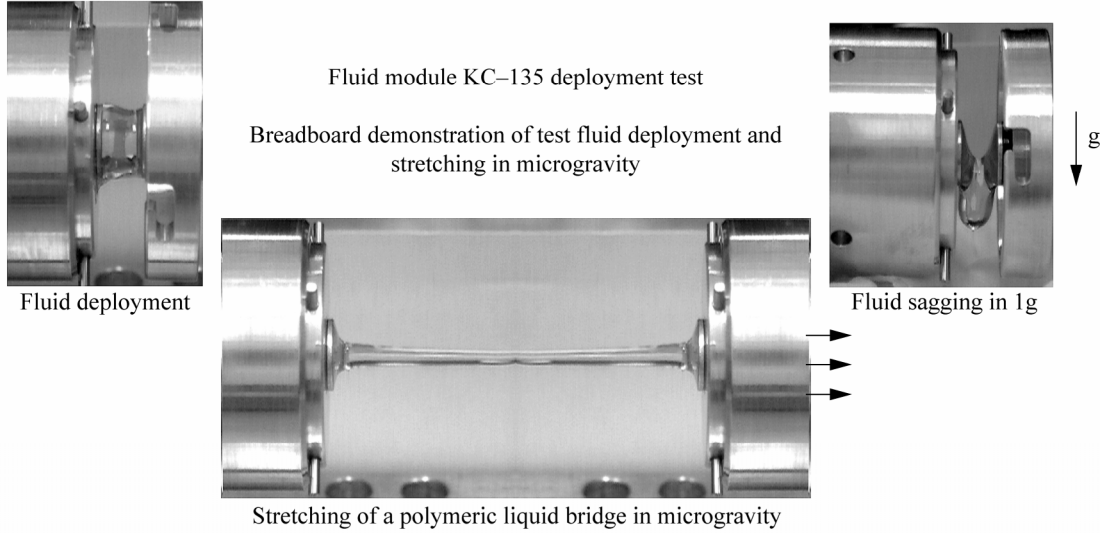 Fluid module KC–135 deployment test
Breadboard demonstration of test fluid deployment and
stretching in microgravity
g
Fluid deployment
Fluid sagging in 1g
Stretching of a polymeric liquid bridge in microgravity